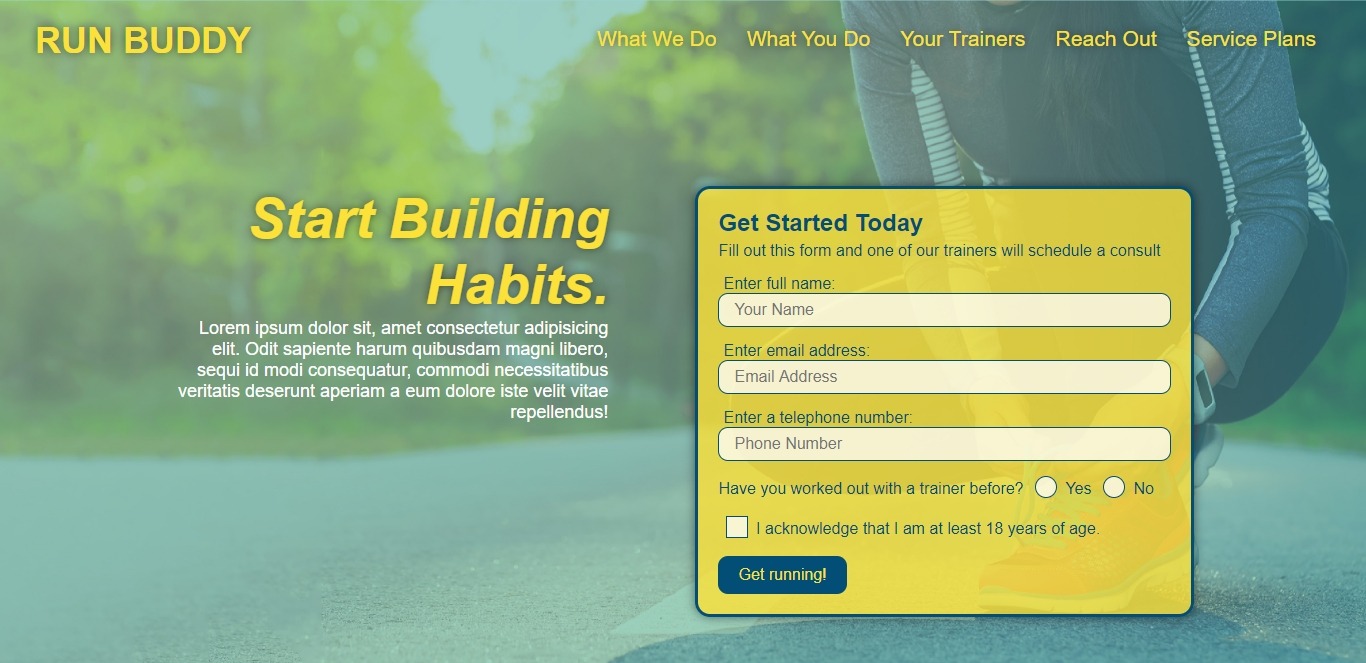 RUN BUDDY
What We Do
What You Do
Your Trainers
Reach Out
Service Plans
Start Building
Habits.
Lorem ipsum dolor sit, amet consectetur adipisicing
elit. Odit sapiente harum quibusdam magni libero,
sequi id modi consequatur, commodi necessitatibus
veritatis deserunt aperiam a eum dolore iste velit vitae
repellendus!
Get Started Today
Fill out this form and one of our trainers will schedule a consult
Enter full name:
Your Name
Enter email address:
Email Address
Enter a telephone number:
Phone Number
Have you worked out with a trainer before? Yes No
I acknowledge that I am at least 18 years of age.
Get running!